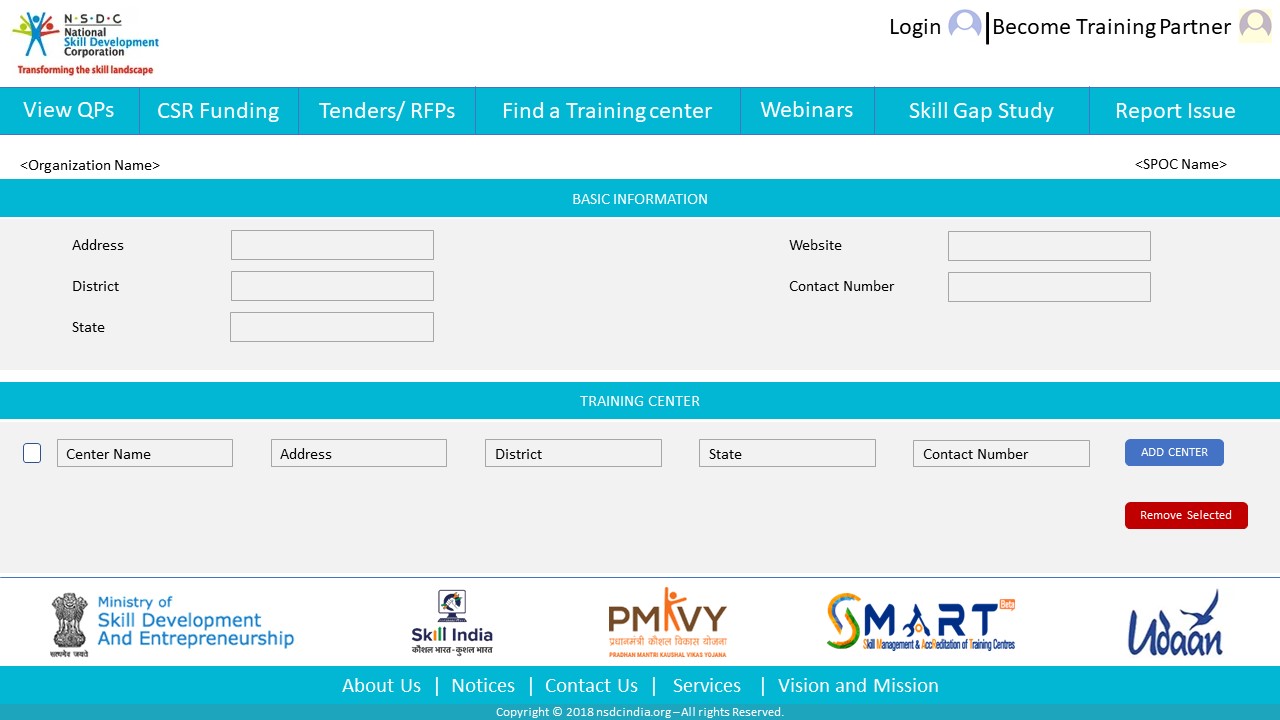 N·S·D·C
National
Skill Development
Corporation
Transforming the skill landscape
Login
Become Training Partner
View QPs
CSR Funding
Tenders/ RFPs
Find a Training center
Webinars
Skill Gap Study
Report Issue
<Organization Name>
<SPOC Name>
BASIC INFORMATION
Address
Website
District
Contact Number
State
TRAINING CENTER
Center Name
Address
District
State
Contact Number
ADD CENTER
Remove Selected
सत्यमेव जयते
Ministry of
Skill Development
And Entrepreneurship
Skill India
कौशल भारत-कुशल भारत
PMKVY
प्रधानमंत्री कौशल विकास योजना
PRADHAN MANTRI KAUSHAL VIKAS YOJANA
SMART Beta
Skill Management & Accreditation of Training Centres
Udaan
About Us | Notices | Contact Us | Services | Vision and Mission
Copyright © 2018 nsdcindia.org – All rights Reserved.